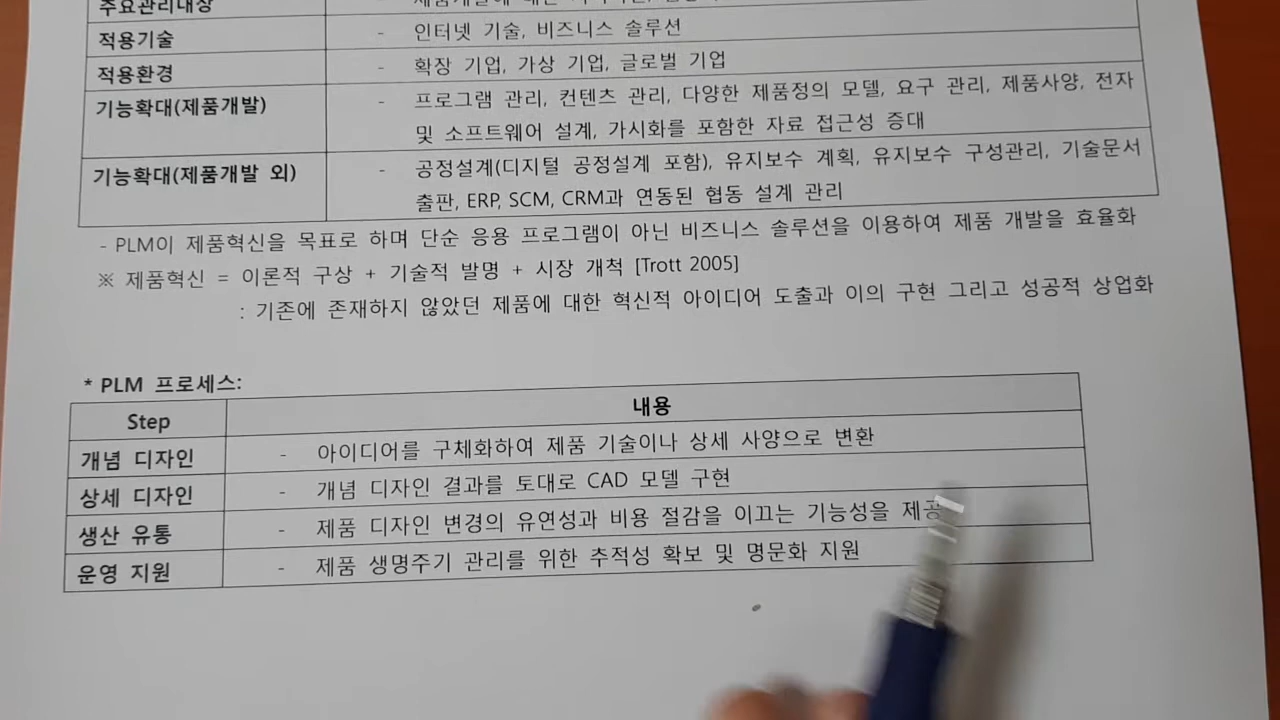 주요관리대상
적용기술 - 인터넷 기술, 비즈니스 솔루션
적용환경 - 확장 기업, 가상 기업, 글로벌 기업
기능확대(제품개발) - 프로그램 관리, 컨텐츠 관리, 다양한 제품정의 모델, 요구 관리, 제품사양, 전자
및 소프트웨어 설계, 가시화를 포함한 자료 접근성 증대
기능확대(제품개발 외) - 공정설계(디지털 공정설계 포함), 유지보수 계획, 유지보수 구성관리, 기술문서
출판, ERP, SCM, CRM과 연동된 협동 설계 관리
- PLM이 제품혁신을 목표로 하며 단순 응용 프로그램이 아닌 비즈니스 솔루션을 이용하여 제품 개발을 효율화
※ 제품혁신 = 이론적 구상 + 기술적 발명 + 시장 개척 [Trott 2005]
: 기존에 존재하지 않았던 제품에 대한 혁신적 아이디어 도출과 이의 구현 그리고 성공적 상업화
* PLM 프로세스:
Step 내용
개념 디자인 - 아이디어를 구체화하여 제품 기술이나 상세 사양으로 변환
상세 디자인 - 개념 디자인 결과를 토대로 CAD 모델 구현
생산 유통 - 제품 디자인 변경의 유연성과 비용 절감을 이끄는 기능성을 제공
운영 지원 - 제품 생명주기 관리를 위한 추적성 확보 및 명문화 지원